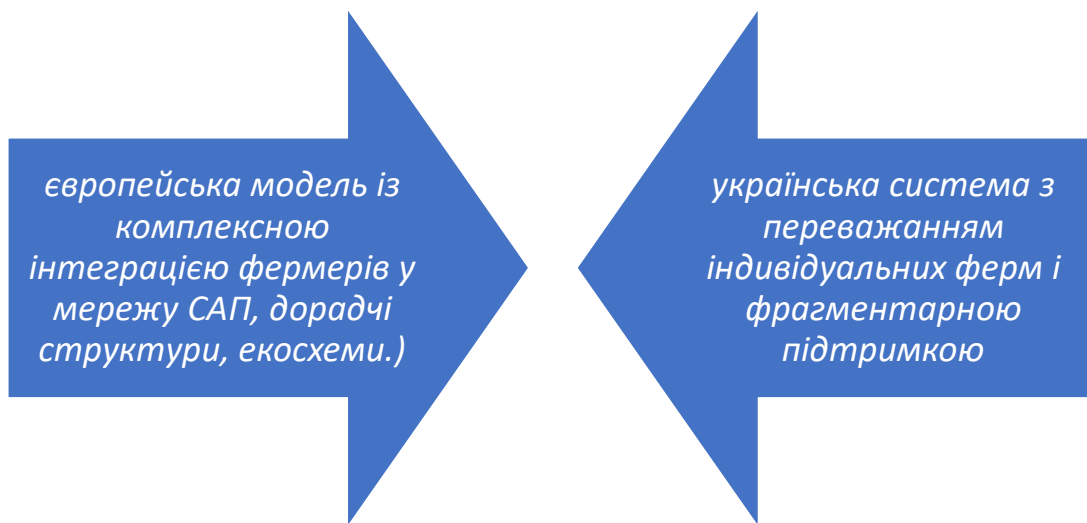 європейська модель із
комплексною
інтеграцією фермерів у
мережу САП, дорадчі
структури, екосхеми.)
українська система з
переважанням
індивідуальних ферм і
фрагментарною
підтримкою